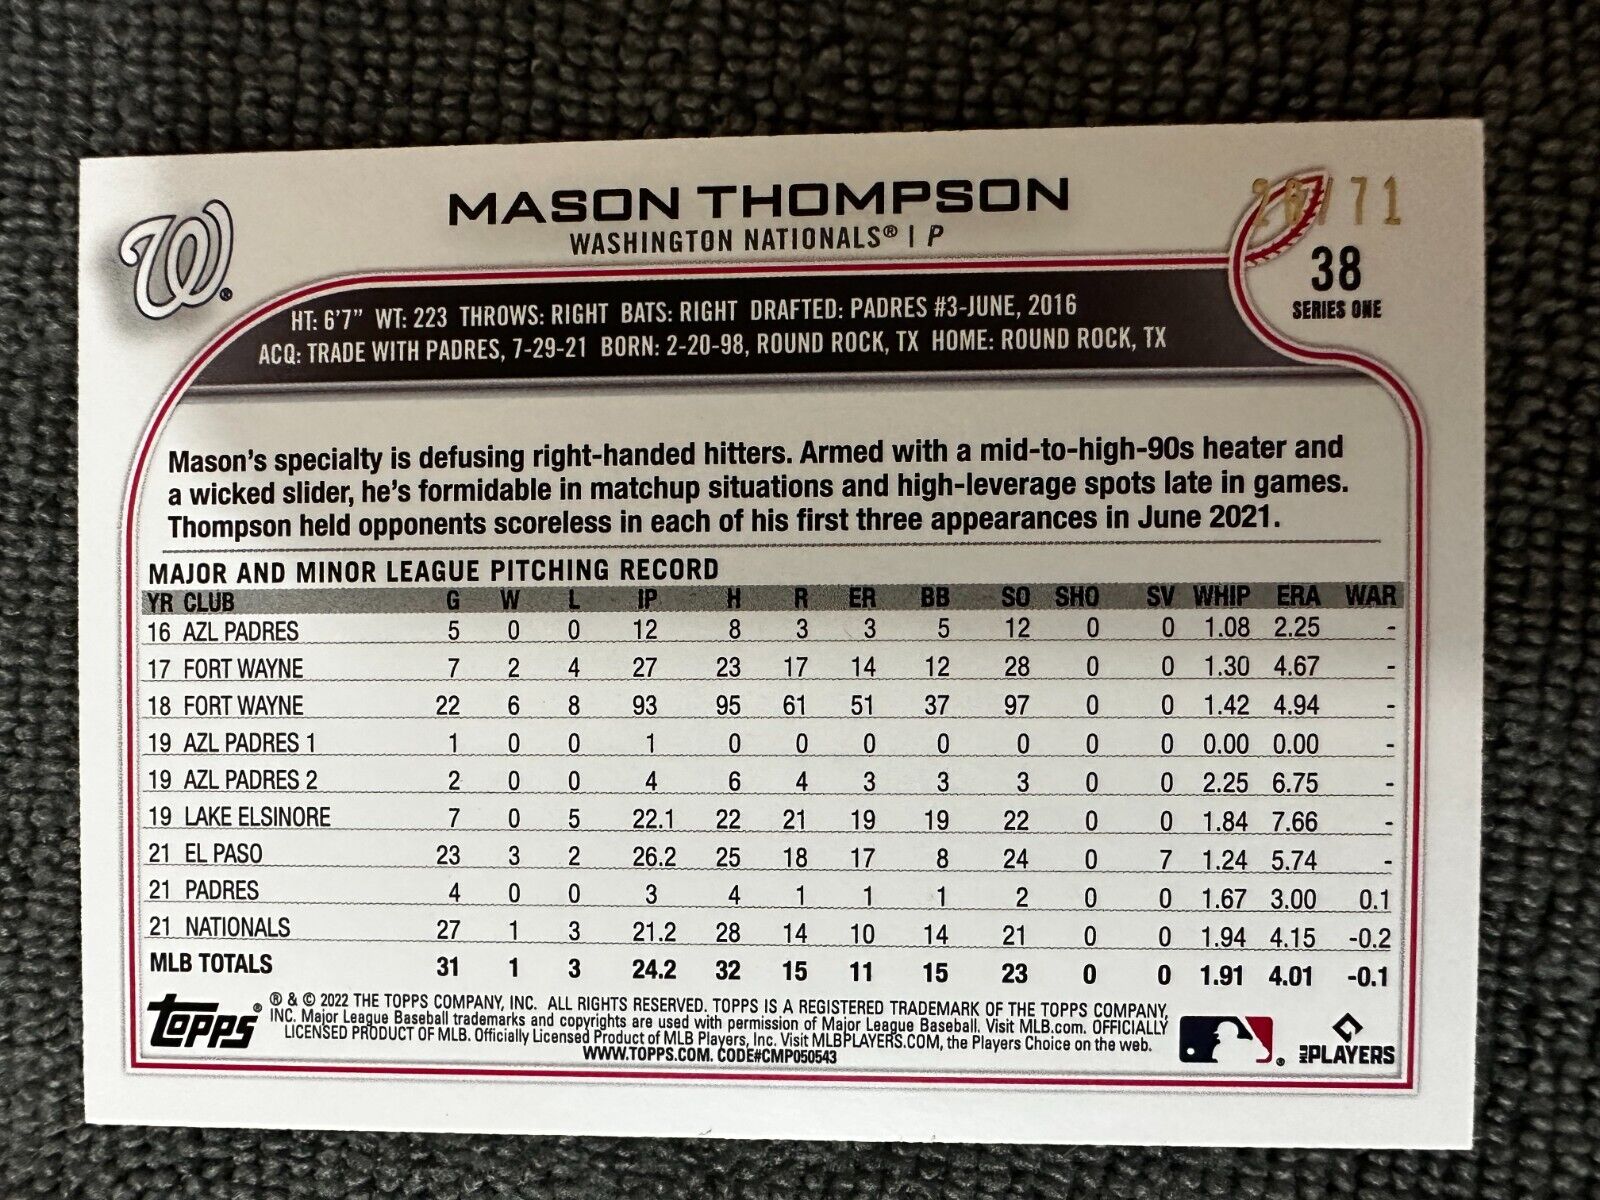 MASON THOMPSON
WASHINGTON NATIONALS® | P
/71
38
SERIES ONE
W®
HT: 6'7" WT: 223 THROWS: RIGHT BATS: RIGHT DRAFTED: PADRES #3-JUNE, 2016
ACQ: TRADE WITH PADRES, 7-29-21 BORN: 2-20-98, ROUND ROCK, TX HOME: ROUND ROCK, TX
Mason's specialty is defusing right-handed hitters. Armed with a mid-to-high-90s heater and
a wicked slider, he's formidable in matchup situations and high-leverage spots late in games.
Thompson held opponents scoreless in each of his first three appearances in June 2021.
MAJOR AND MINOR LEAGUE PITCHING RECORD
YR CLUB G W L IP H R ER BB SO SHO SV WHIP ERA WAR
16 AZL PADRES 5 0 0 12 8 3 3 5 12 0 0 1.08 2.25 -
17 FORT WAYNE 7 2 4 27 23 17 14 12 28 0 0 1.30 4.67 -
18 FORT WAYNE 22 6 8 93 95 61 51 37 97 0 0 1.42 4.94 -
19 AZL PADRES 1 1 0 0 1 0 0 0 0 0 0 0 0.00 0.00 -
19 AZL PADRES 2 2 0 0 4 6 4 3 3 3 0 0 2.25 6.75 -
19 LAKE ELSINORE 7 0 5 22.1 22 21 19 19 22 0 0 1.84 7.66 -
21 EL PASO 23 3 2 26.2 25 18 17 8 24 0 7 1.24 5.74 -
21 PADRES 4 0 0 3 4 1 1 1 2 0 0 1.67 3.00 0.1
21 NATIONALS 27 1 3 21.2 28 14 10 14 21 0 0 1.94 4.15 -0.2
MLB TOTALS 31 1 3 24.2 32 15 11 15 23 0 0 1.91 4.01 -0.1
Topps®
® & © 2022 THE TOPPS COMPANY, INC. ALL RIGHTS RESERVED. TOPPS IS A REGISTERED TRADEMARK OF THE TOPPS COMPANY,
INC. Major League Baseball trademarks and copyrights are used with permission of Major League Baseball. Visit MLB.com. OFFICIALLY
LICENSED PRODUCT OF MLB. Officially Licensed Product of MLB Players, Inc. Visit MLBPLAYERS.COM, the Players Choice on the web.
WWW.TOPPS.COM. CODE#CMP050543
MLB PLAYERS